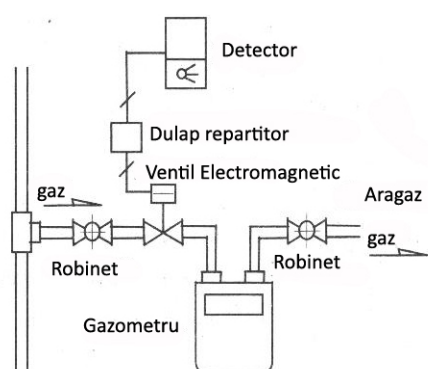 Detector
Dulap repartitor
Ventil Electromagnetic
gaz
Aragaz
gaz
Robinet
Robinet
Gazometru